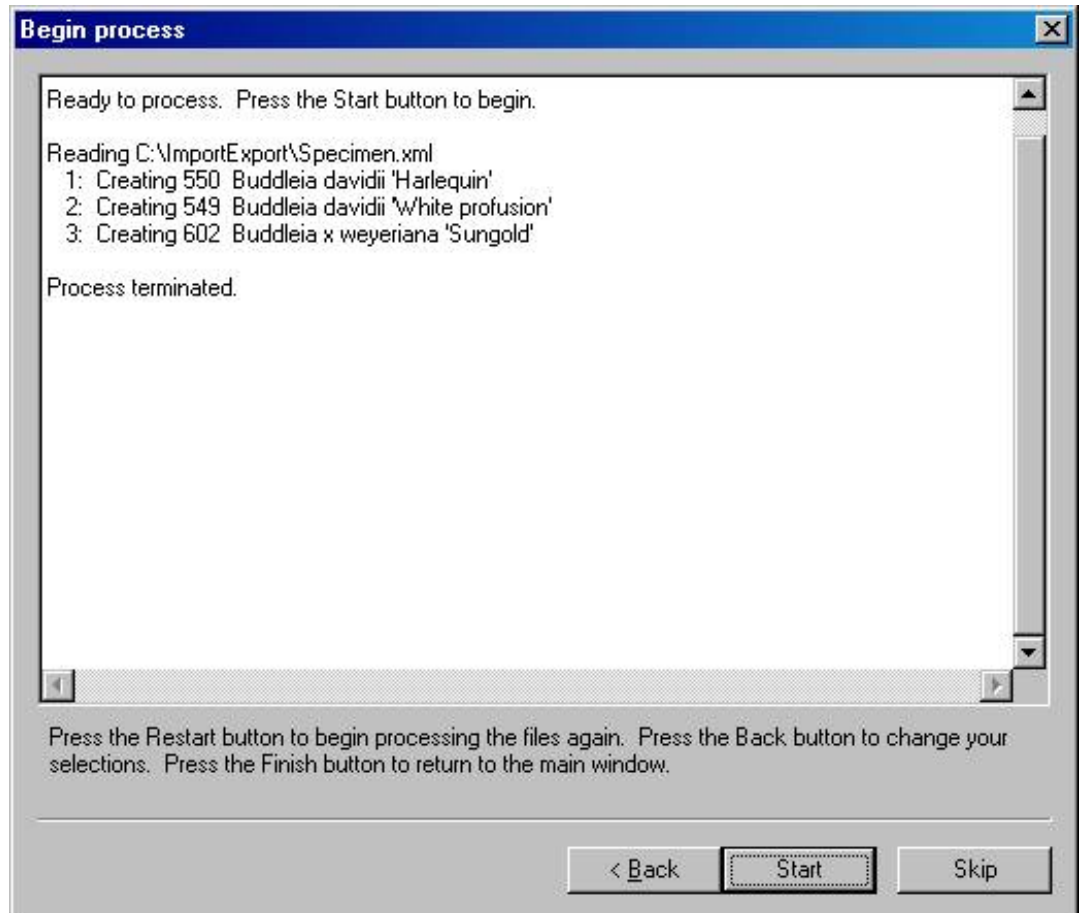 Begin process
Ready to process.  Press the Start button to begin.
Reading C:\ImportExport\Specimen.xml
1:  Creating 550  Buddleia davidii 'Harlequin'
2:  Creating 549  Buddleia davidii 'White profusion'
3:  Creating 602  Buddleia x weyeriana 'Sungold'
Process terminated.
Press the Restart button to begin processing the files again.  Press the Back button to change your
selections.  Press the Finish button to return to the main window.
< Back
Start
Skip